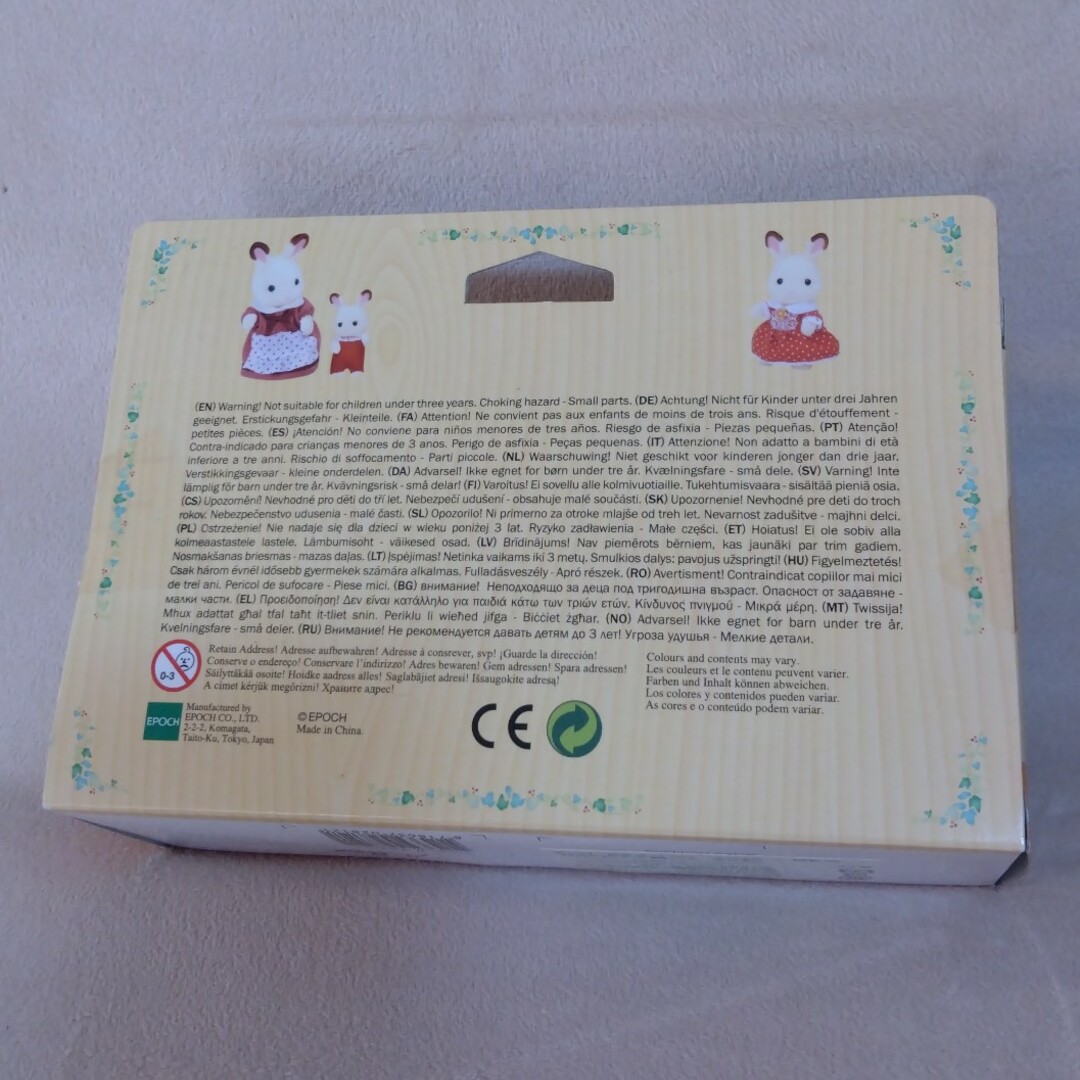 (EN) Warning! Not suitable for children under three years. Choking hazard - Small parts. (DE) Achtung! Nicht für Kinder unter drei Jahren
geeignet. Erstickungsgefahr - Kleinteile. (FA) Attention! Ne convient pas aux enfants de moins de trois ans. Risque d'étouffement -
petites pièces. (ES) ¡Atención! No conviene para niños menores de tres años. Riesgo de asfixia - Piezas pequeñas. (PT) Atenção!
Contra-indicado para crianças menores de 3 anos. Perigo de asfixia - Peças pequenas. (IT) Attenzione! Non adatto a bambini di età
inferiore a tre anni. Rischio di soffocamento - Parti piccole. (NL) Waarschuwing! Niet geschikt voor kinderen jonger dan drie jaar.
Verstikkingsgevaar - kleine onderdelen. (DA) Advarsel! Ikke egnet for børn under tre år. Kvælningsfare - små dele. (SV) Varning! Inte
lämplig för barn under tre år. Kvävningsrisk - små delar! (FI) Varoitus! Ei sovellu alle kolmivuotiaille. Tukehtumisvaara - sisältää pieniä osia.
(CS) Upozornění! Nevhodné pro děti do tří let. Nebezpečí udušení - obsahuje malé součásti. (SK) Upozornenie! Nevhodné pre deti do troch
rokov. Nebezpečenstvo udusenia - malé časti. (SL) Opozorilo! Ni primerno za otroke mlajše od treh let. Nevarnost zadušitve - majhni delci.
(PL) Ostrzeżenie! Nie nadaje się dla dzieci w wieku poniżej 3 lat. Ryzyko zadławienia - Małe części. (ET) Hoiatus! Ei ole sobiv alla
kolmeaastastele lastele. Lämbumisoht - väikesed osad. (LV) Brīdinājums! Nav piemērots bērniem, kas jaunāki par trim gadiem.
Nosmakšanas briesmas - mazas daļas. (LT) Įspėjimas! Netinka vaikams iki 3 metų. Smulkios dalys: pavojus užspringti! (HU) Figyelmeztetés!
Csak három évnél idősebb gyermekek számára alkalmas. Fulladásveszély - Apró részek. (RO) Avertisment! Contraindicat copiilor mai mici
de trei ani. Pericol de sufocare - Piese mici. (BG) внимание! Неподходящо за деца под тригодишна възраст. Опасност от задавяне -
малки части. (EL) Προειδοποίηση! Δεν είναι κατάλληλο για παιδιά κάτω των τριών ετών. Κίνδυνος πνιγμού - Μικρά μέρη. (MT) Twissija!
Mhux adattat għal tfal taħt it-tliet snin. Periklu li wieħed jifga - Biċċiet żgħar. (NO) Advarsel! Ikke egnet for barn under tre år.
Kvelningsfare - små deler. (RU) Внимание! Не рекомендуется давать детям до 3 лет! Угроза удушья - Мелкие детали.
0-3
Retain Address! Adresse aufbewahren! Adresse à consrever, svp! ¡Guarde la dirección!
Conserve o endereço! Conservare l'indirizzo! Adres bewaren! Gem adressen! Spara adressen!
Säilyttäkää osoite! Hoidke aadress alles! Saglabājiet adresi! Išsaugokite adresą!
A címet kérjük megőrizni! Храните адрес!
Colours and contents may vary.
Les couleurs et le contenu peuvent varier.
Farben und Inhalt können abweichen.
Los colores y contenidos pueden variar.
As cores e o conteúdo podem variar.
EPOCH
Manufactured by
EPOCH CO., LTD.
2-2-2, Komagata,
Taito-Ku, Tokyo, Japan
©EPOCH
Made in China.
CE